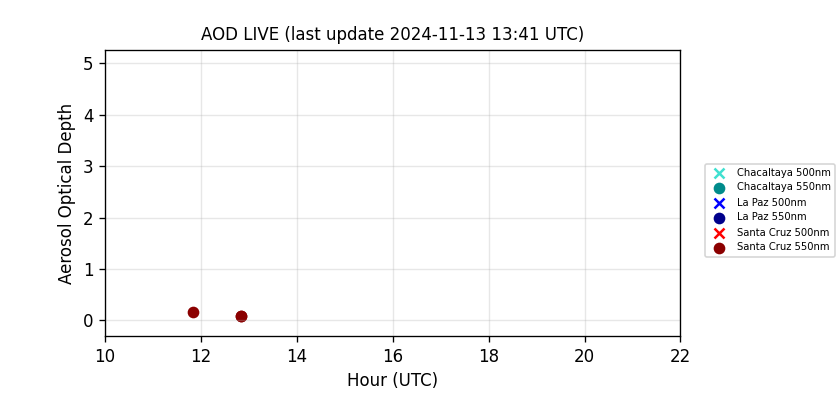 AOD LIVE (last update 2024-11-13 13:41 UTC)
Aerosol Optical Depth
5
4
3
2
1
0
10 12 14 16 18 20 22
Hour (UTC)
Chacaltaya 500nm
Chacaltaya 550nm
La Paz 500nm
La Paz 550nm
Santa Cruz 500nm
Santa Cruz 550nm